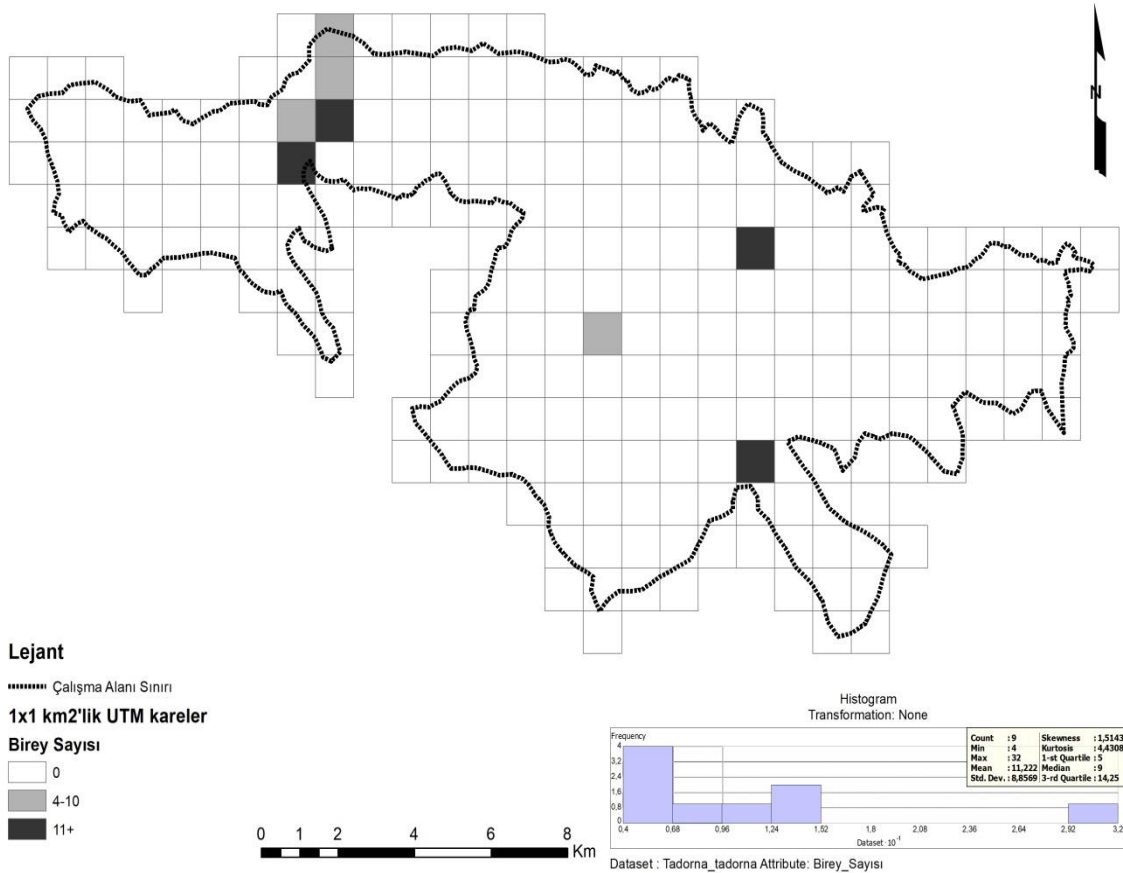 N
Lejant
Çalışma Alanı Sınırı
1x1 km2'lik UTM kareler
Birey Sayısı
0
4-10
11+
0 1 2 4 6 8
Km
Histogram
Transformation: None
Frequency
4
3,2
2,4
1,6
0,8
0
0,4 0,68 0,96 1,24 1,52 1,8 2,08 2,36 2,64 2,92 3,2
Dataset · 10⁻¹
Count : 9 Skewness : 1,5143
Min : 4 Kurtosis : 4,4308
Max : 32 1-st Quartile : 5
Mean : 11,222 Median : 9
Std. Dev. : 8,8569 3-rd Quartile : 14,25
Dataset : Tadorna_tadorna Attribute: Birey_Sayısı